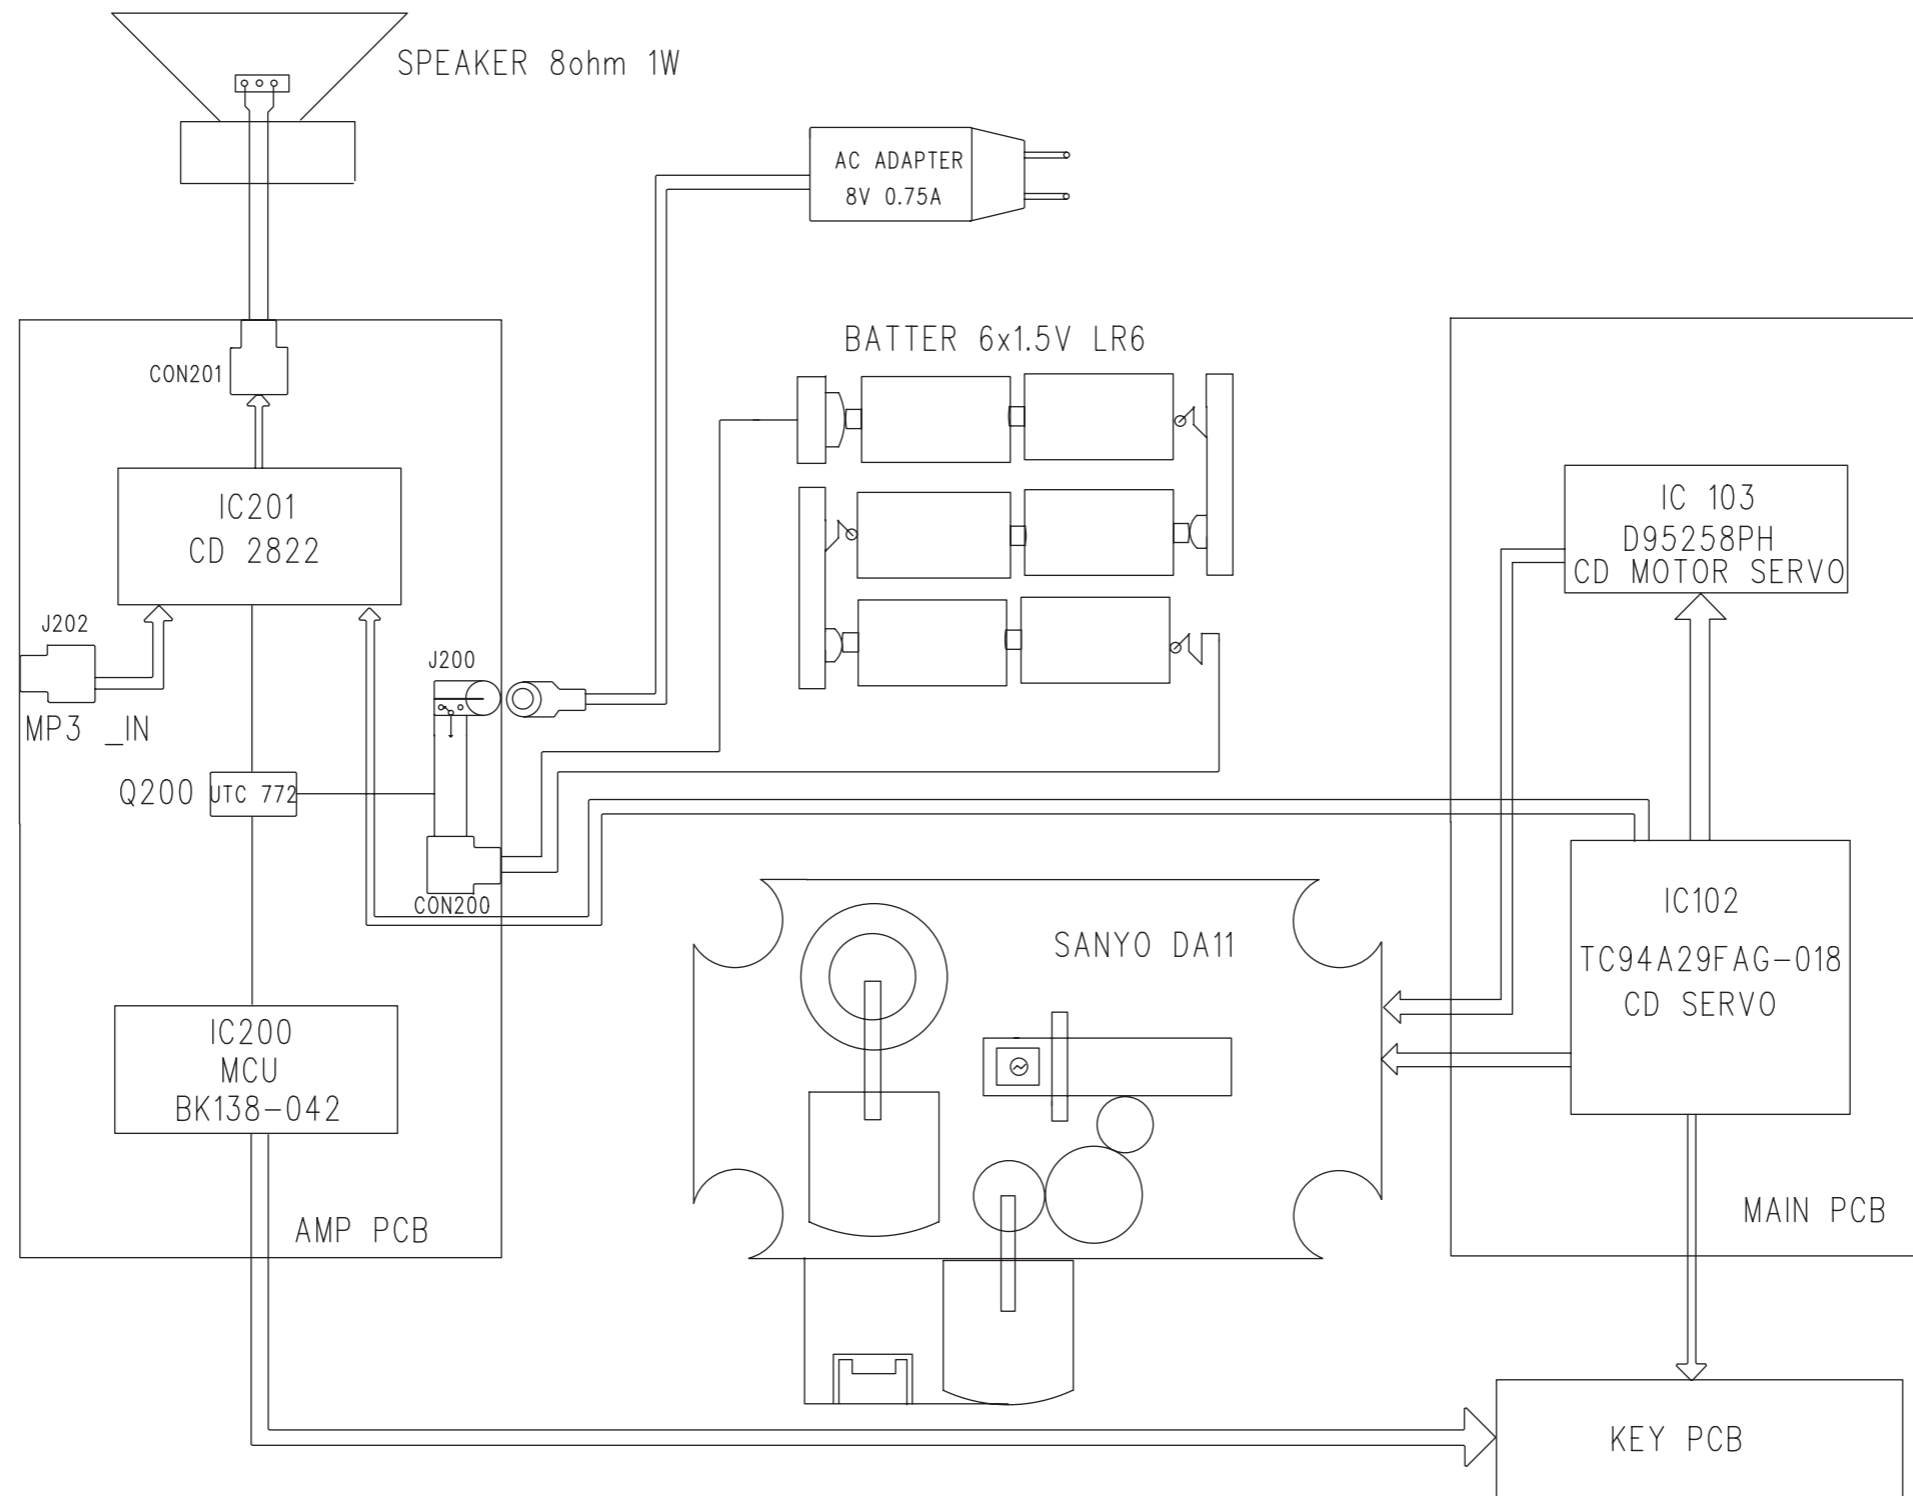 SPEAKER 8ohm 1W
AC ADAPTER
8V 0.75A
BATTER 6x1.5V LR6
CON201
IC201
CD 2822
J202
MP3 _IN
J200
Q200
UTC 772
CON200
IC200
MCU
BK138-042
AMP PCB
SANYO DA11
IC 103
D95258PH
CD MOTOR SERVO
IC102
TC94A29FAG-018
CD SERVO
MAIN PCB
KEY PCB